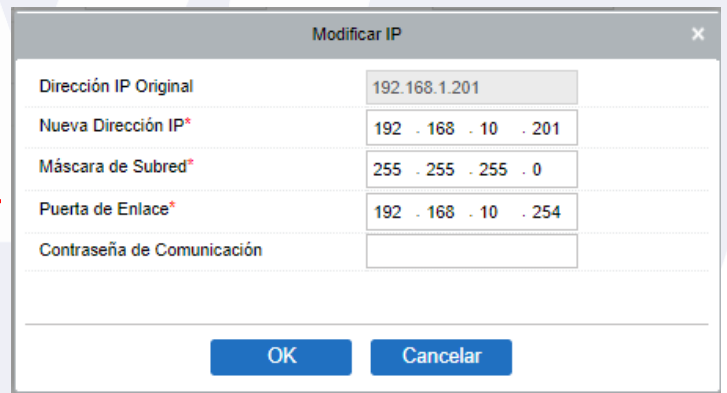 Modificar IP ×
Dirección IP Original 192.168.1.201
Nueva Dirección IP* 192 . 168 . 10 . 201
Máscara de Subred* 255 . 255 . 255 . 0
Puerta de Enlace* 192 . 168 . 10 . 254
Contraseña de Comunicación
OK Cancelar